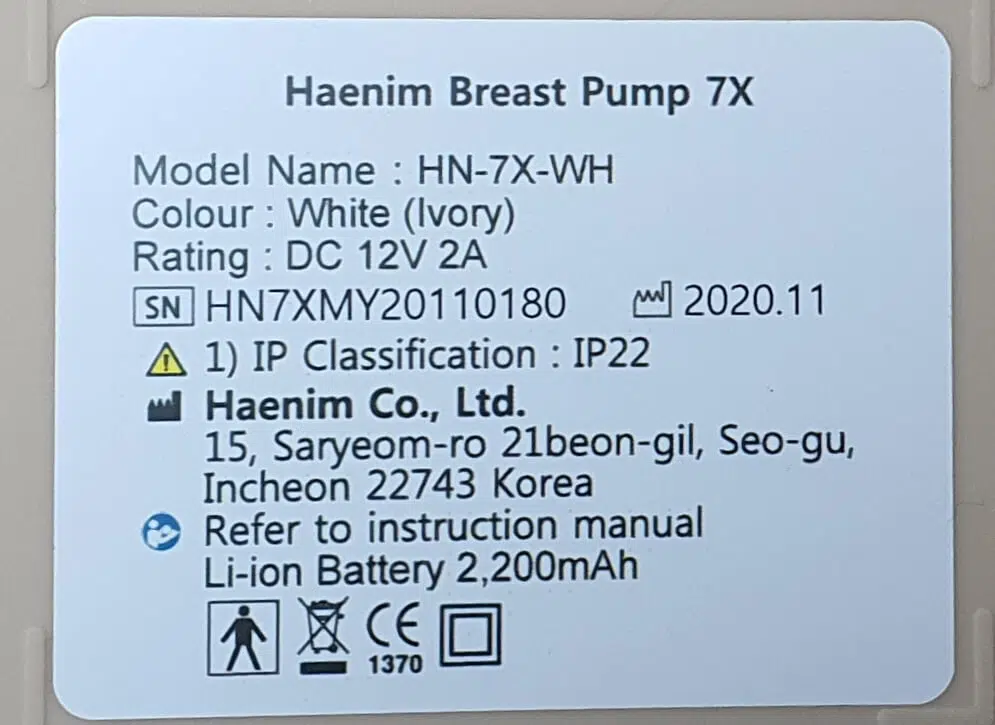 Haenim Breast Pump 7X
Model Name : HN-7X-WH
Colour : White (Ivory)
Rating : DC 12V 2A
SN HN7XMY20110180 2020.11
1) IP Classification : IP22
Haenim Co., Ltd.
15, Saryeom-ro 21beon-gil, Seo-gu,
Incheon 22743 Korea
Refer to instruction manual
Li-ion Battery 2,200mAh
CE
1370